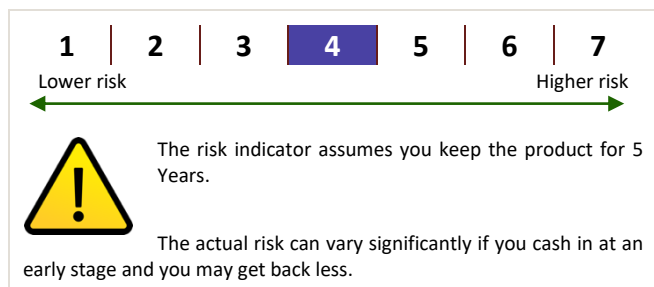 1 2 3 4 5 6 7
Lower risk Higher risk
The risk indicator assumes you keep the product for 5
Years.
The actual risk can vary significantly if you cash in at an
early stage and you may get back less.